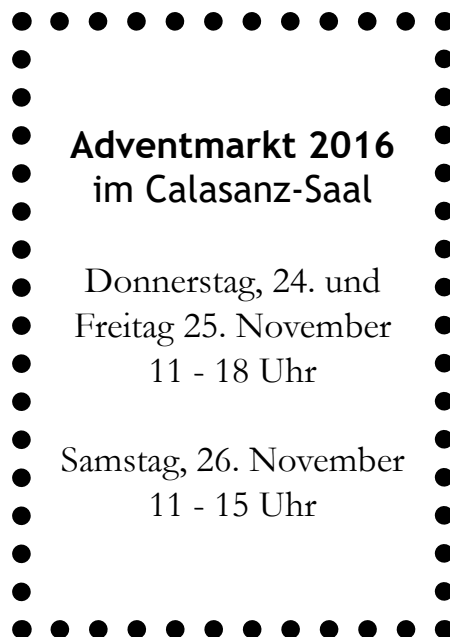 Adventmarkt 2016
im Calasanz-Saal
Donnerstag, 24. und
Freitag 25. November
11 - 18 Uhr
Samstag, 26. November
11 - 15 Uhr